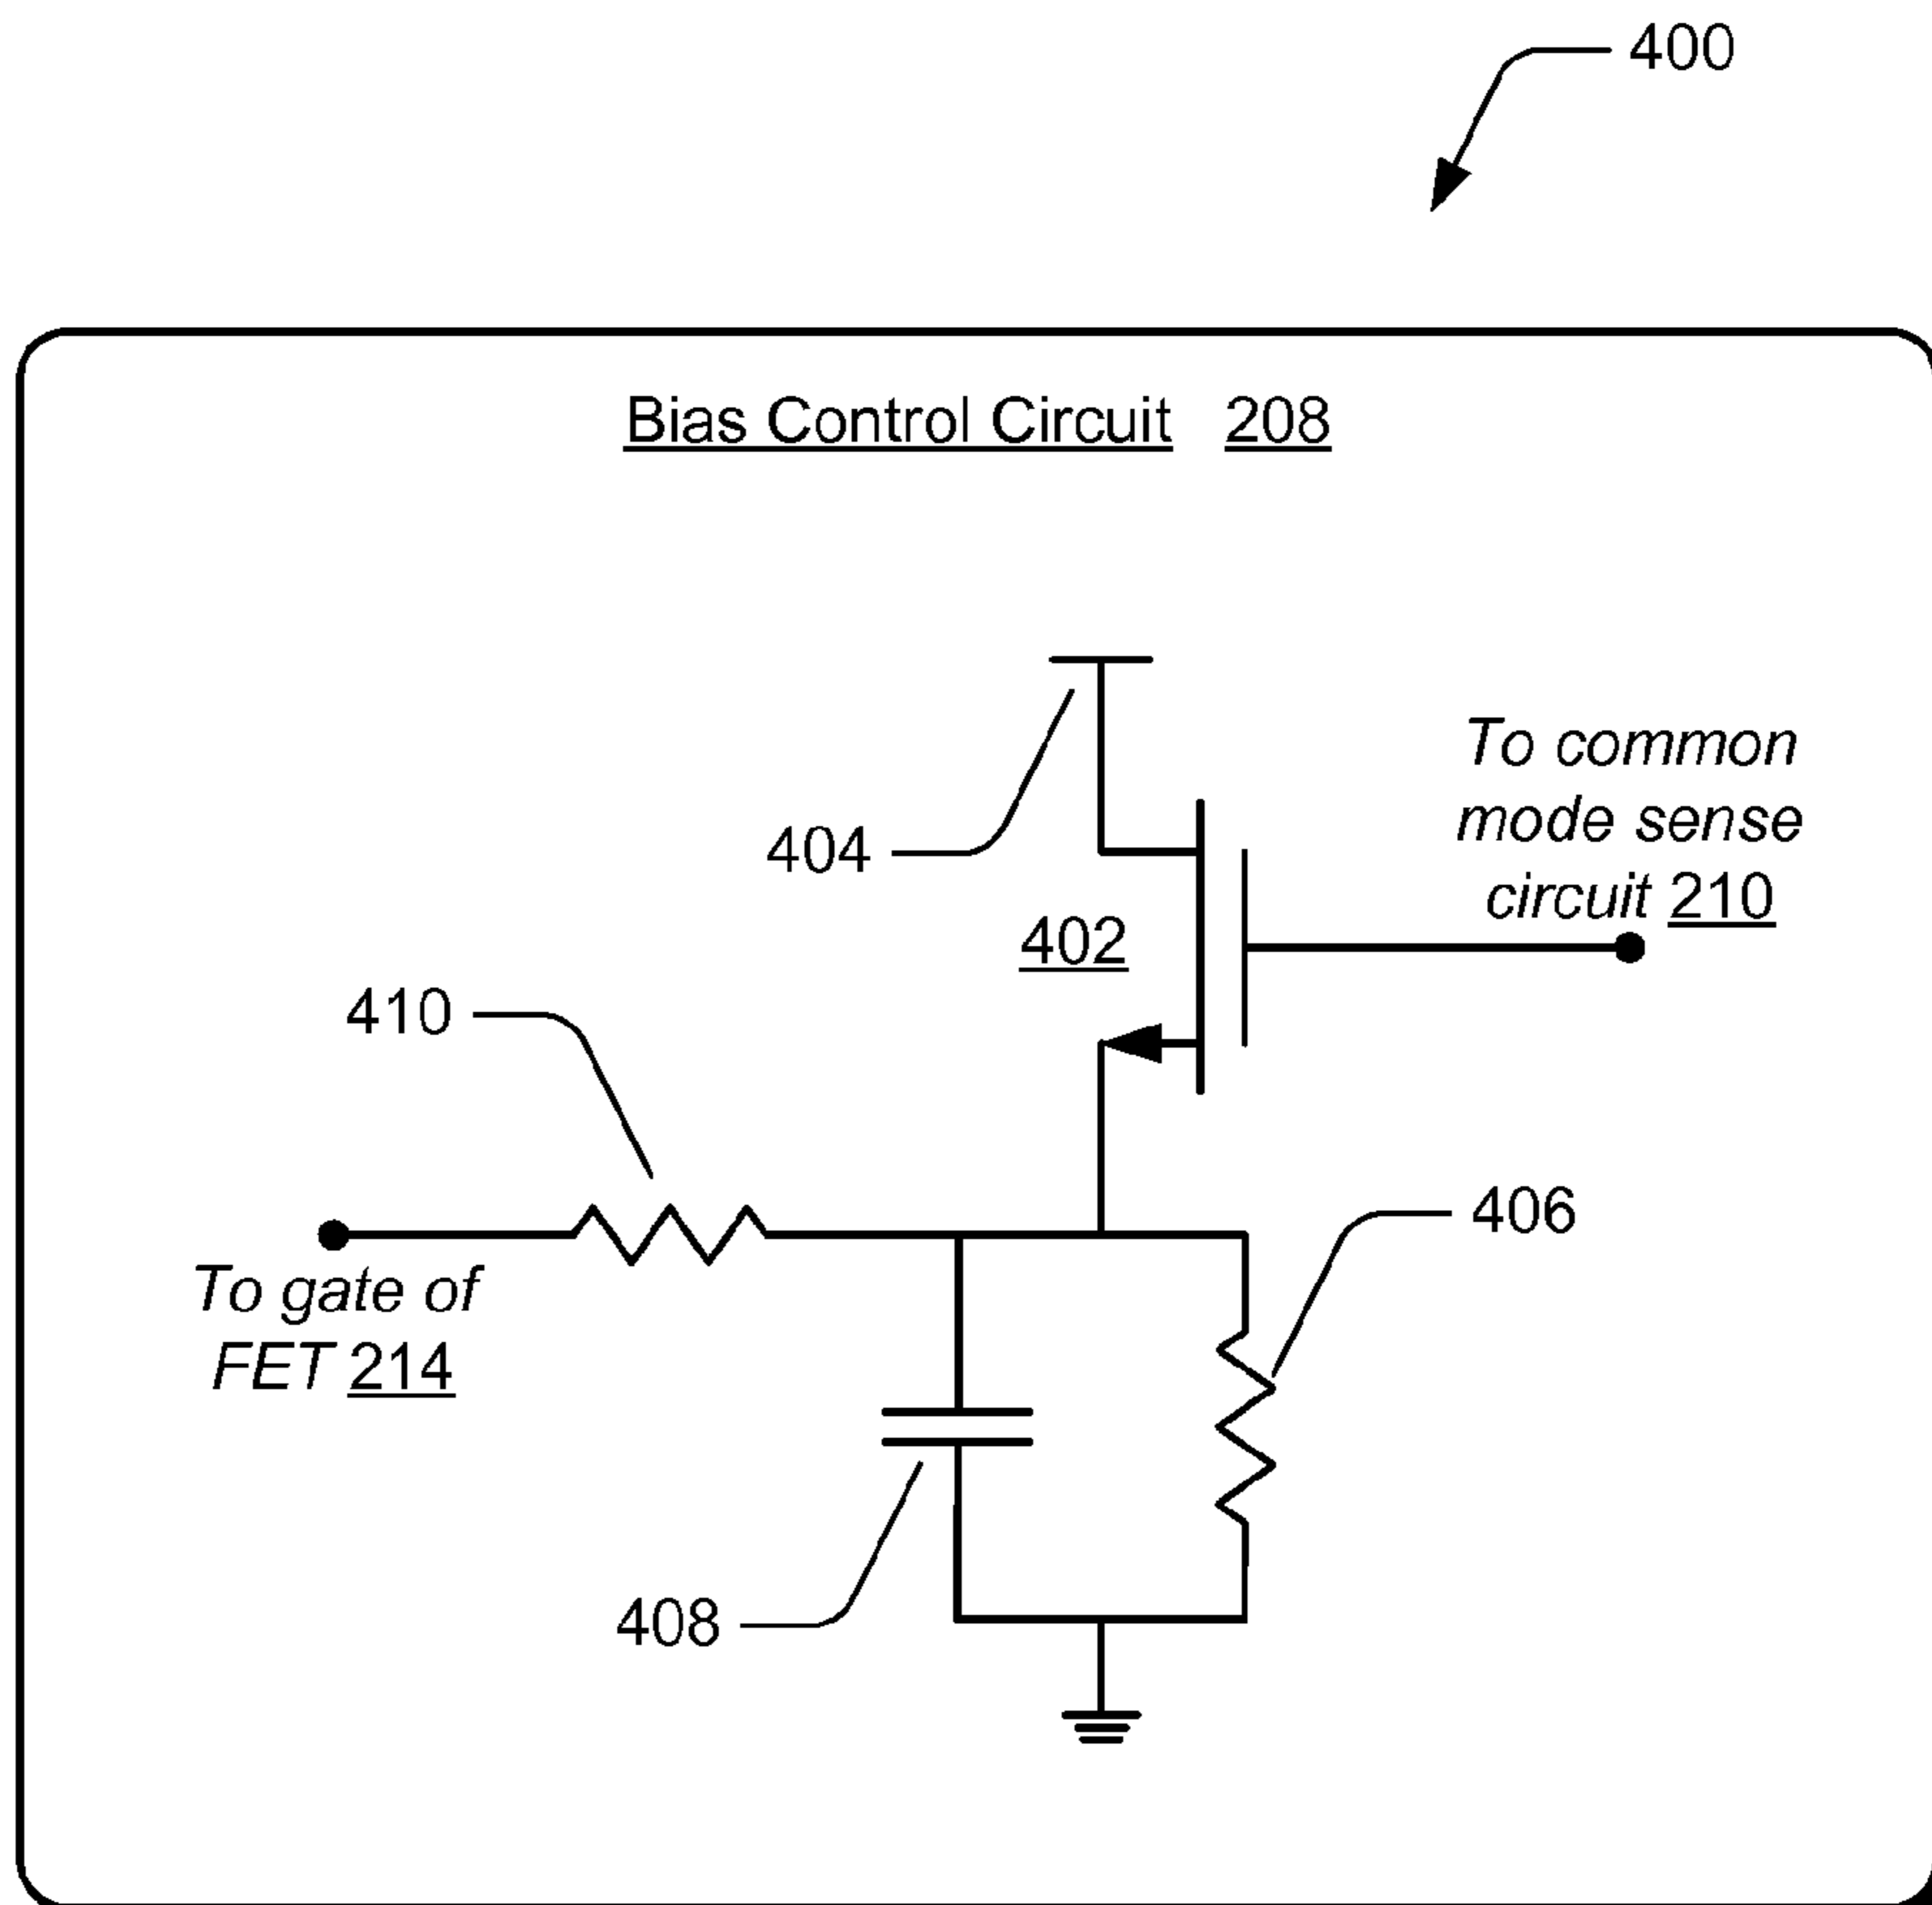 400
Bias Control Circuit 208
To common
mode sense
circuit 210
404
402
410
406
To gate of
FET 214
408